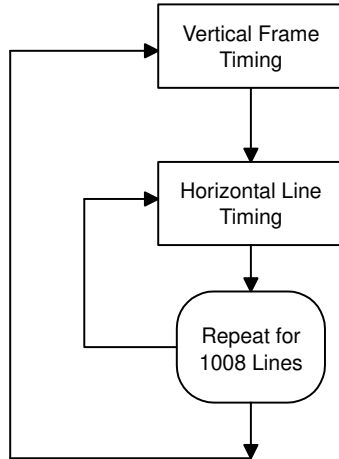 Vertical Frame
Timing
Horizontal Line
Timing
Repeat for
1008 Lines